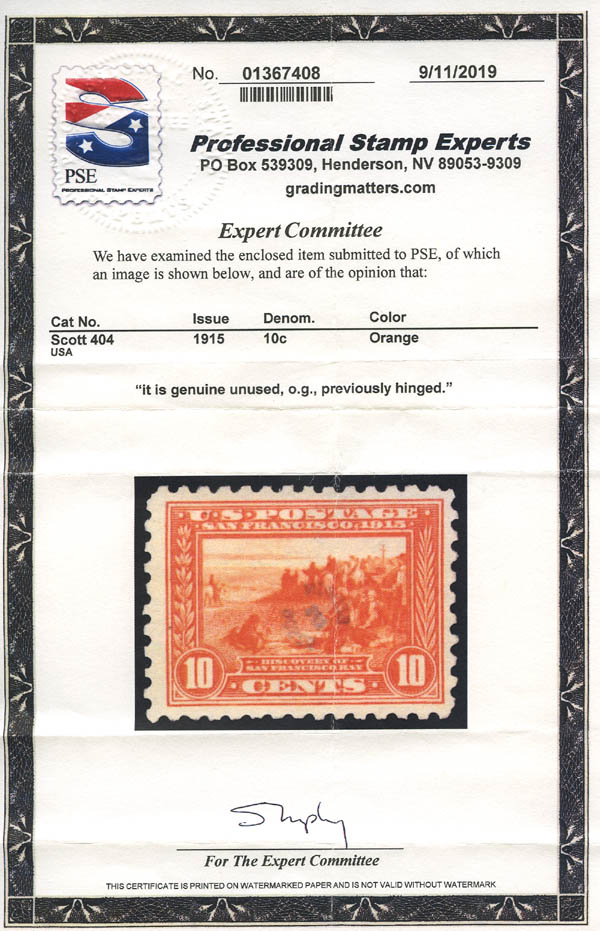 No. 01367408 9/11/2019
PSE
PROFESSIONAL STAMP EXPERTS
Professional Stamp Experts
PO Box 539309, Henderson, NV 89053-9309
gradingmatters.com
Expert Committee
We have examined the enclosed item submitted to PSE, of which
an image is shown below, and are of the opinion that:
Cat No. Issue Denom. Color
Scott 404 1915 10c Orange
USA
“it is genuine unused, o.g., previously hinged.”
U.S. POSTAGE
SAN FRANCISCO, 1915
DISCOVERY OF
SAN FRANCISCO BAY
10 CENTS 10
For The Expert Committee
THIS CERTIFICATE IS PRINTED ON WATERMARKED PAPER AND IS NOT VALID WITHOUT WATERMARK